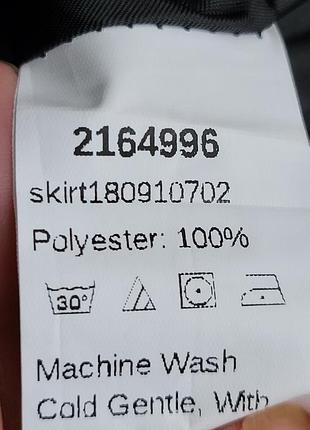 2164996
skirt180910702
Polyester: 100%
30°
Machine Wash
Cold Gentle, With